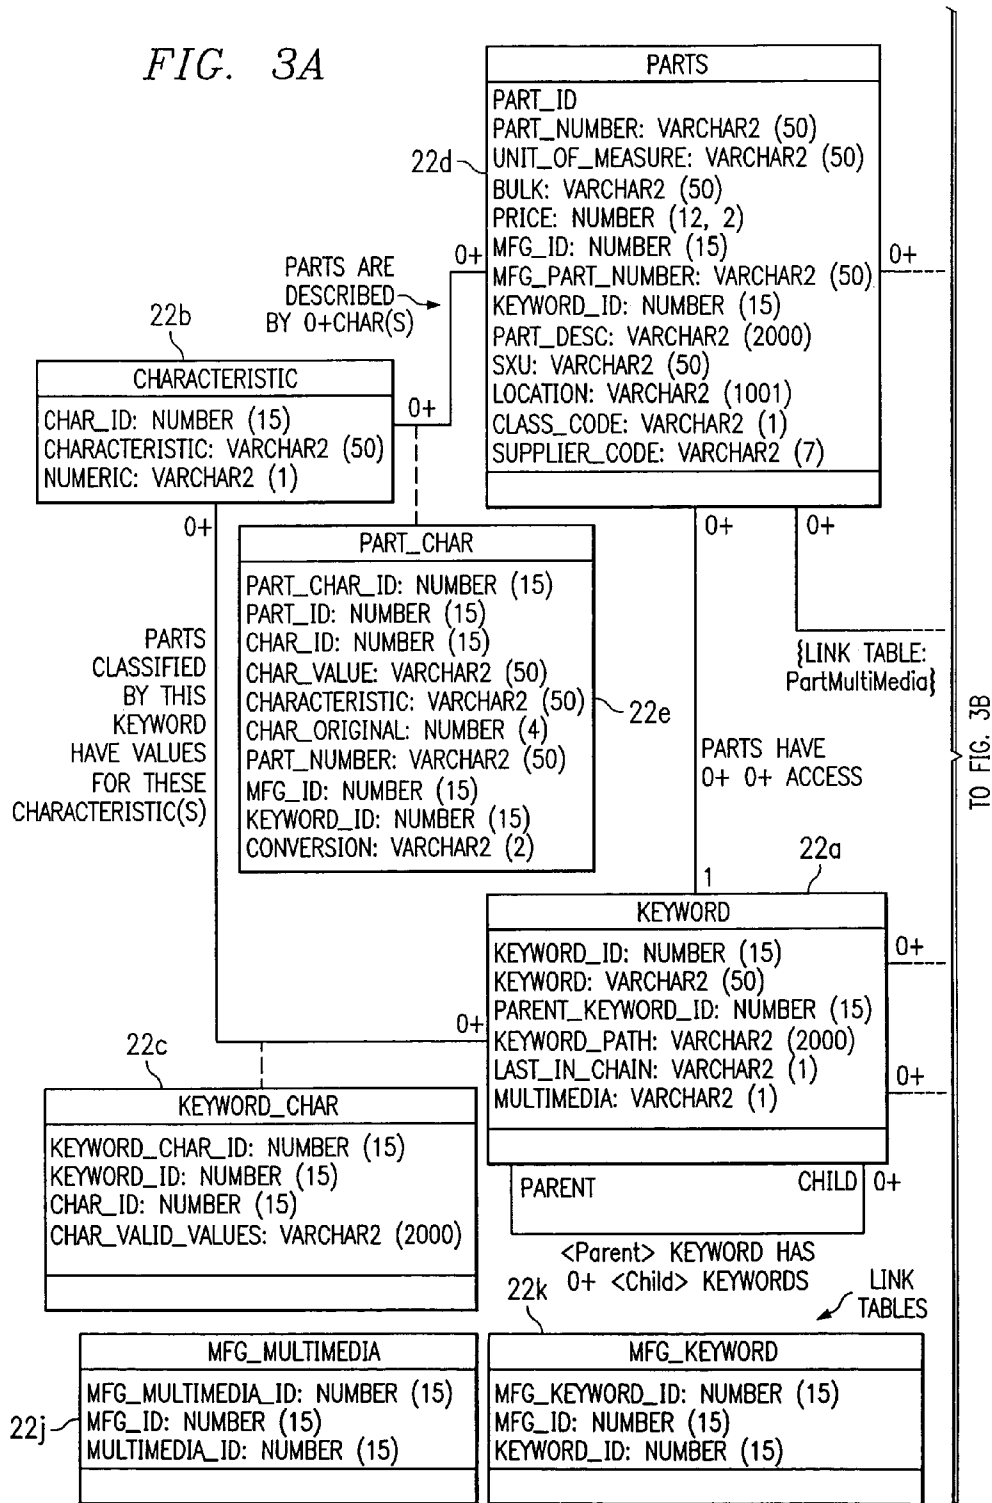 FIG. 3A
PARTS
PART_ID
PART_NUMBER: VARCHAR2 (50)
UNIT_OF_MEASURE: VARCHAR2 (50)
BULK: VARCHAR2 (50)
PRICE: NUMBER (12, 2)
MFG_ID: NUMBER (15)
MFG_PART_NUMBER: VARCHAR2 (50)
KEYWORD_ID: NUMBER (15)
PART_DESC: VARCHAR2 (2000)
SXU: VARCHAR2 (50)
LOCATION: VARCHAR2 (1001)
CLASS_CODE: VARCHAR2 (1)
SUPPLIER_CODE: VARCHAR2 (7)
22d
0+
0+
PARTS ARE
DESCRIBED
BY 0+CHAR(S)
22b
CHARACTERISTIC
CHAR_ID: NUMBER (15)
CHARACTERISTIC: VARCHAR2 (50)
NUMERIC: VARCHAR2 (1)
0+
0+
0+
0+
PART_CHAR
PART_CHAR_ID: NUMBER (15)
PART_ID: NUMBER (15)
CHAR_ID: NUMBER (15)
CHAR_VALUE: VARCHAR2 (50)
CHARACTERISTIC: VARCHAR2 (50)
CHAR_ORIGINAL: NUMBER (4)
PART_NUMBER: VARCHAR2 (50)
MFG_ID: NUMBER (15)
KEYWORD_ID: NUMBER (15)
CONVERSION: VARCHAR2 (2)
22e
PARTS
CLASSIFIED
BY THIS
KEYWORD
HAVE VALUES
FOR THESE
CHARACTERISTIC(S)
{LINK TABLE:
PartMultiMedia}
PARTS HAVE
0+ 0+ ACCESS
TO FIG. 3B
1
22a
KEYWORD
KEYWORD_ID: NUMBER (15)
KEYWORD: VARCHAR2 (50)
PARENT_KEYWORD_ID: NUMBER (15)
KEYWORD_PATH: VARCHAR2 (2000)
LAST_IN_CHAIN: VARCHAR2 (1)
MULTIMEDIA: VARCHAR2 (1)
0+
0+
0+
22c
KEYWORD_CHAR
KEYWORD_CHAR_ID: NUMBER (15)
KEYWORD_ID: NUMBER (15)
CHAR_ID: NUMBER (15)
CHAR_VALID_VALUES: VARCHAR2 (2000)
PARENT
CHILD
0+
<Parent> KEYWORD HAS
0+ <Child> KEYWORDS
22k
LINK
TABLES
MFG_MULTIMEDIA
MFG_MULTIMEDIA_ID: NUMBER (15)
MFG_ID: NUMBER (15)
MULTIMEDIA_ID: NUMBER (15)
22j
MFG_KEYWORD
MFG_KEYWORD_ID: NUMBER (15)
MFG_ID: NUMBER (15)
KEYWORD_ID: NUMBER (15)